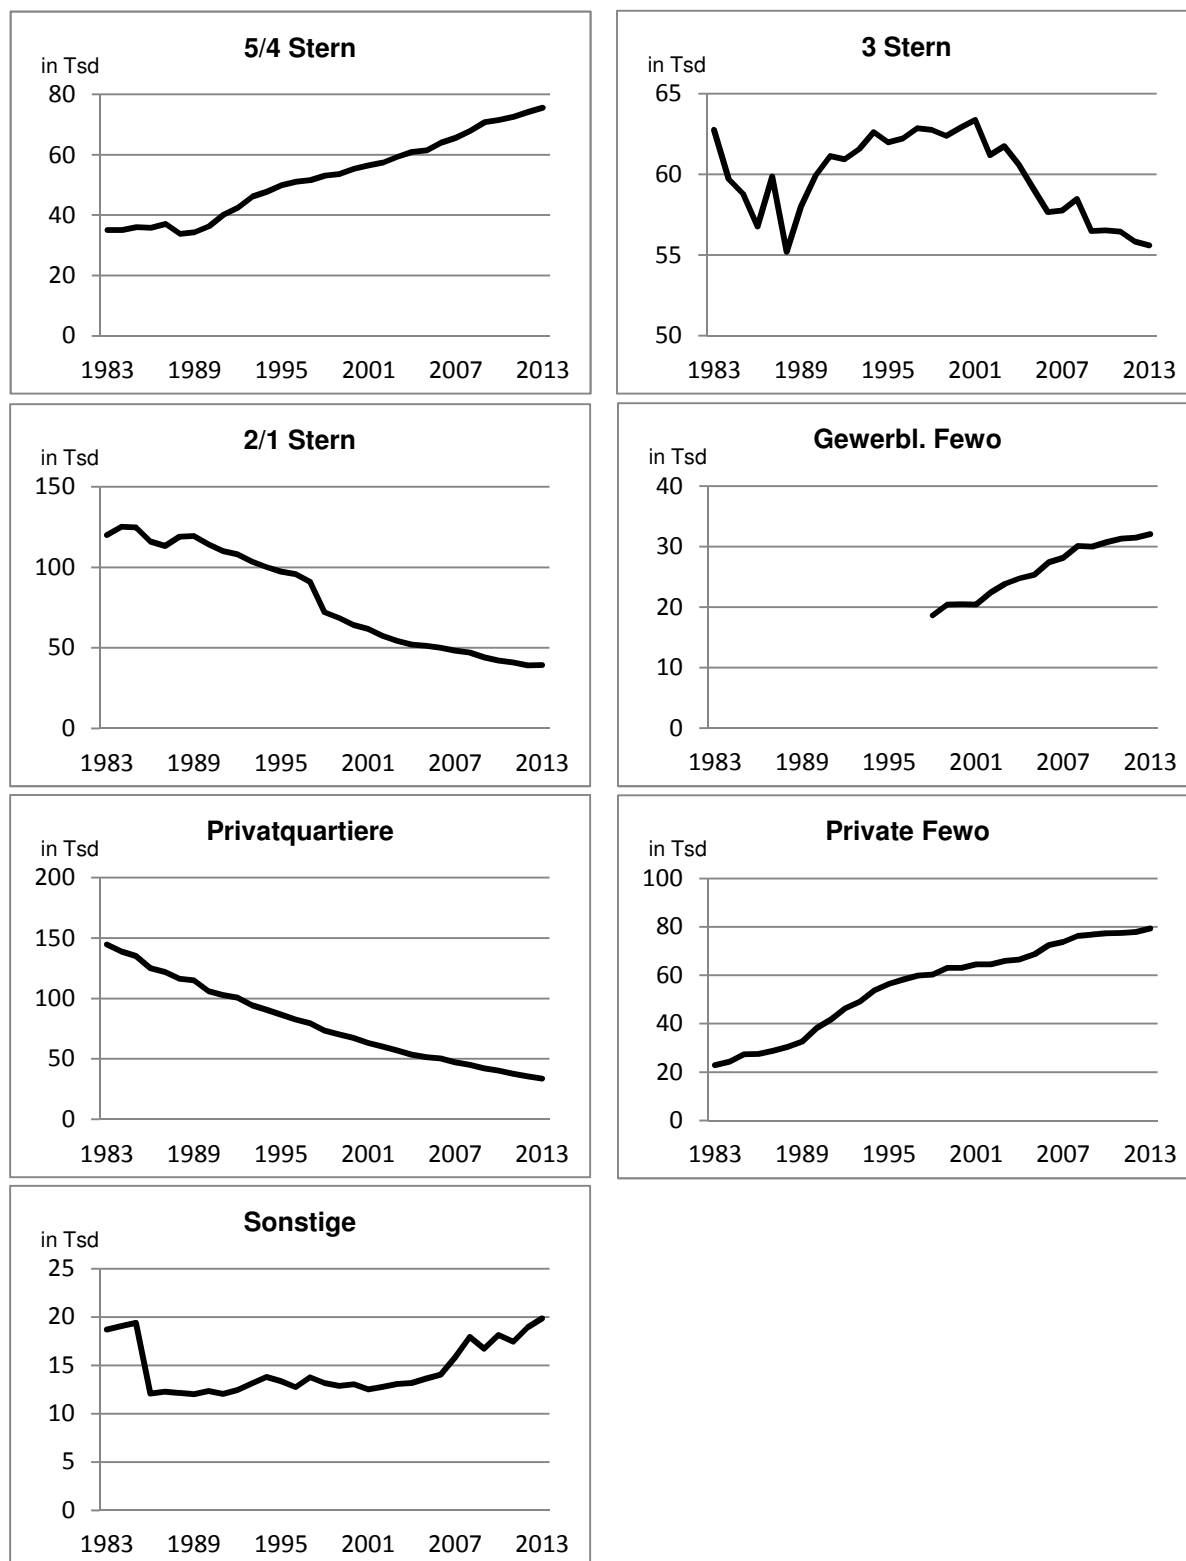 5/4 Stern
in Tsd
80
60
40
20
0
1983 1989 1995 2001 2007 2013
3 Stern
in Tsd
65
60
55
50
1983 1989 1995 2001 2007 2013
2/1 Stern
in Tsd
150
100
50
0
1983 1989 1995 2001 2007 2013
Gewerbl. Fewo
in Tsd
40
30
20
10
0
1983 1989 1995 2001 2007 2013
Privatquartiere
in Tsd
200
150
100
50
0
1983 1989 1995 2001 2007 2013
Private Fewo
in Tsd
100
80
60
40
20
0
1983 1989 1995 2001 2007 2013
Sonstige
in Tsd
25
20
15
10
5
0
1983 1989 1995 2001 2007 2013